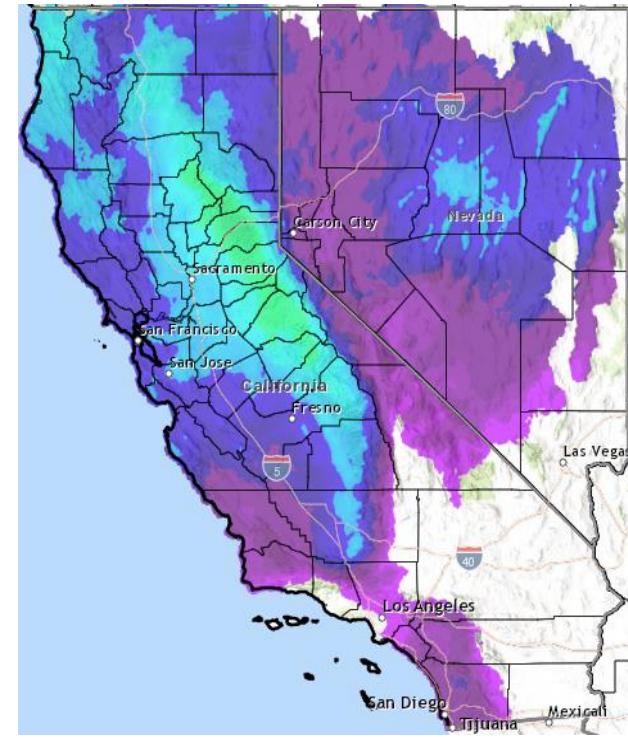 80
Nevada
Carson City
Sacramento
San Francisco
San Jose
California
Fresno
5
Las Vegas
40
Los Angeles
San Diego
Tijuana
Mexicali